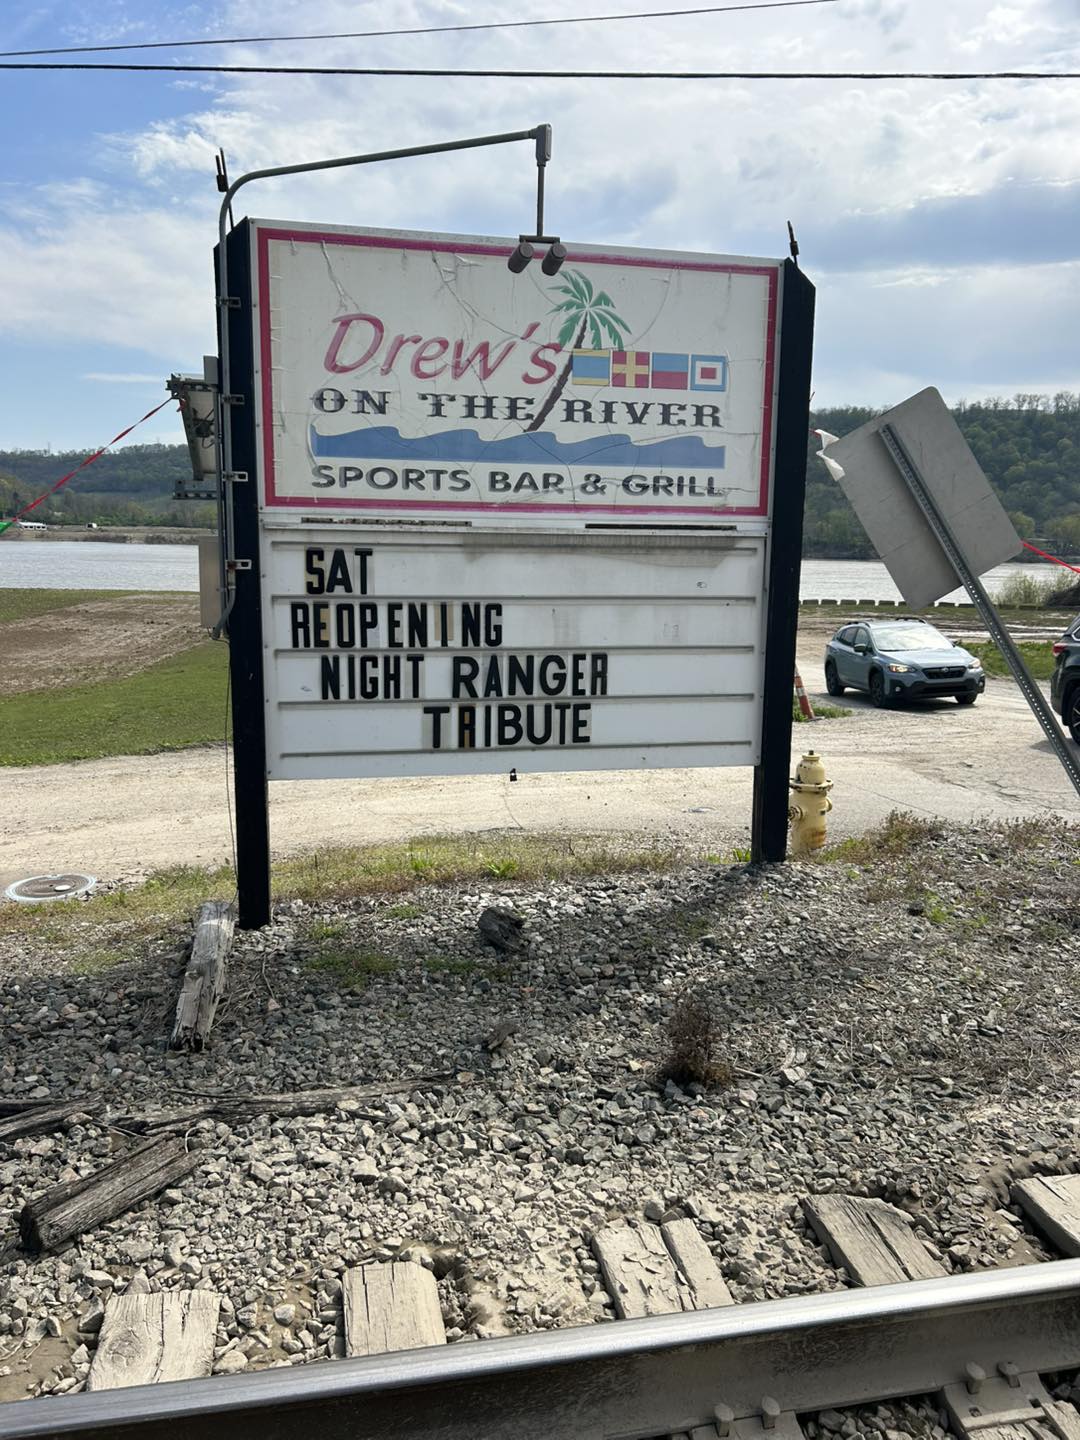 Drew's
ON THE RIVER
SPORTS BAR & GRILL
SAT
REOPENING
NIGHT RANGER
TRIBUTE